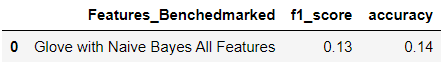 Features_Benchedmarked f1_score accuracy
0 Glove with Naive Bayes All Features 0.13 0.14